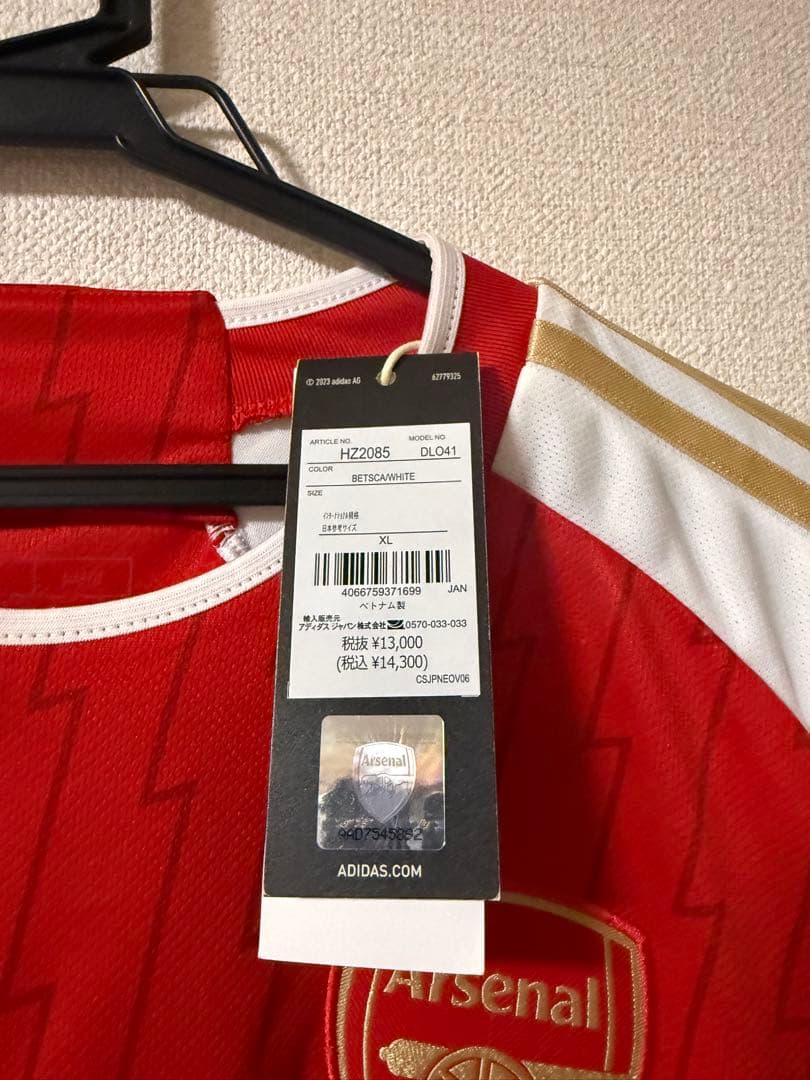 © 2023 adidas AG
62779325
ARTICLE NO.
MODEL NO.
HZ2085
DLO41
COLOR
BETSCA/WHITE
SIZE
インターナショナル規格
日本参考サイズ
XL
4066759371699
JAN
ベトナム製
輸入販売元
アディダス ジャパン株式会社 0570-033-033
税抜 ¥13,000
(税込 ¥14,300)
CSJPNEOV06
Arsenal
ADIDAS.COM
Arsenal